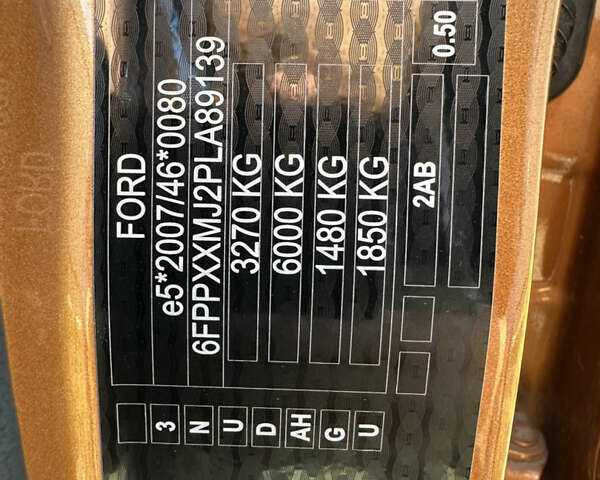 FORD
e5*2007/46*0080
6FPPXXMJ2PLA89139
3270 KG
6000 KG
1480 KG
1850 KG
2AB
0.50
3 N U D AH G U